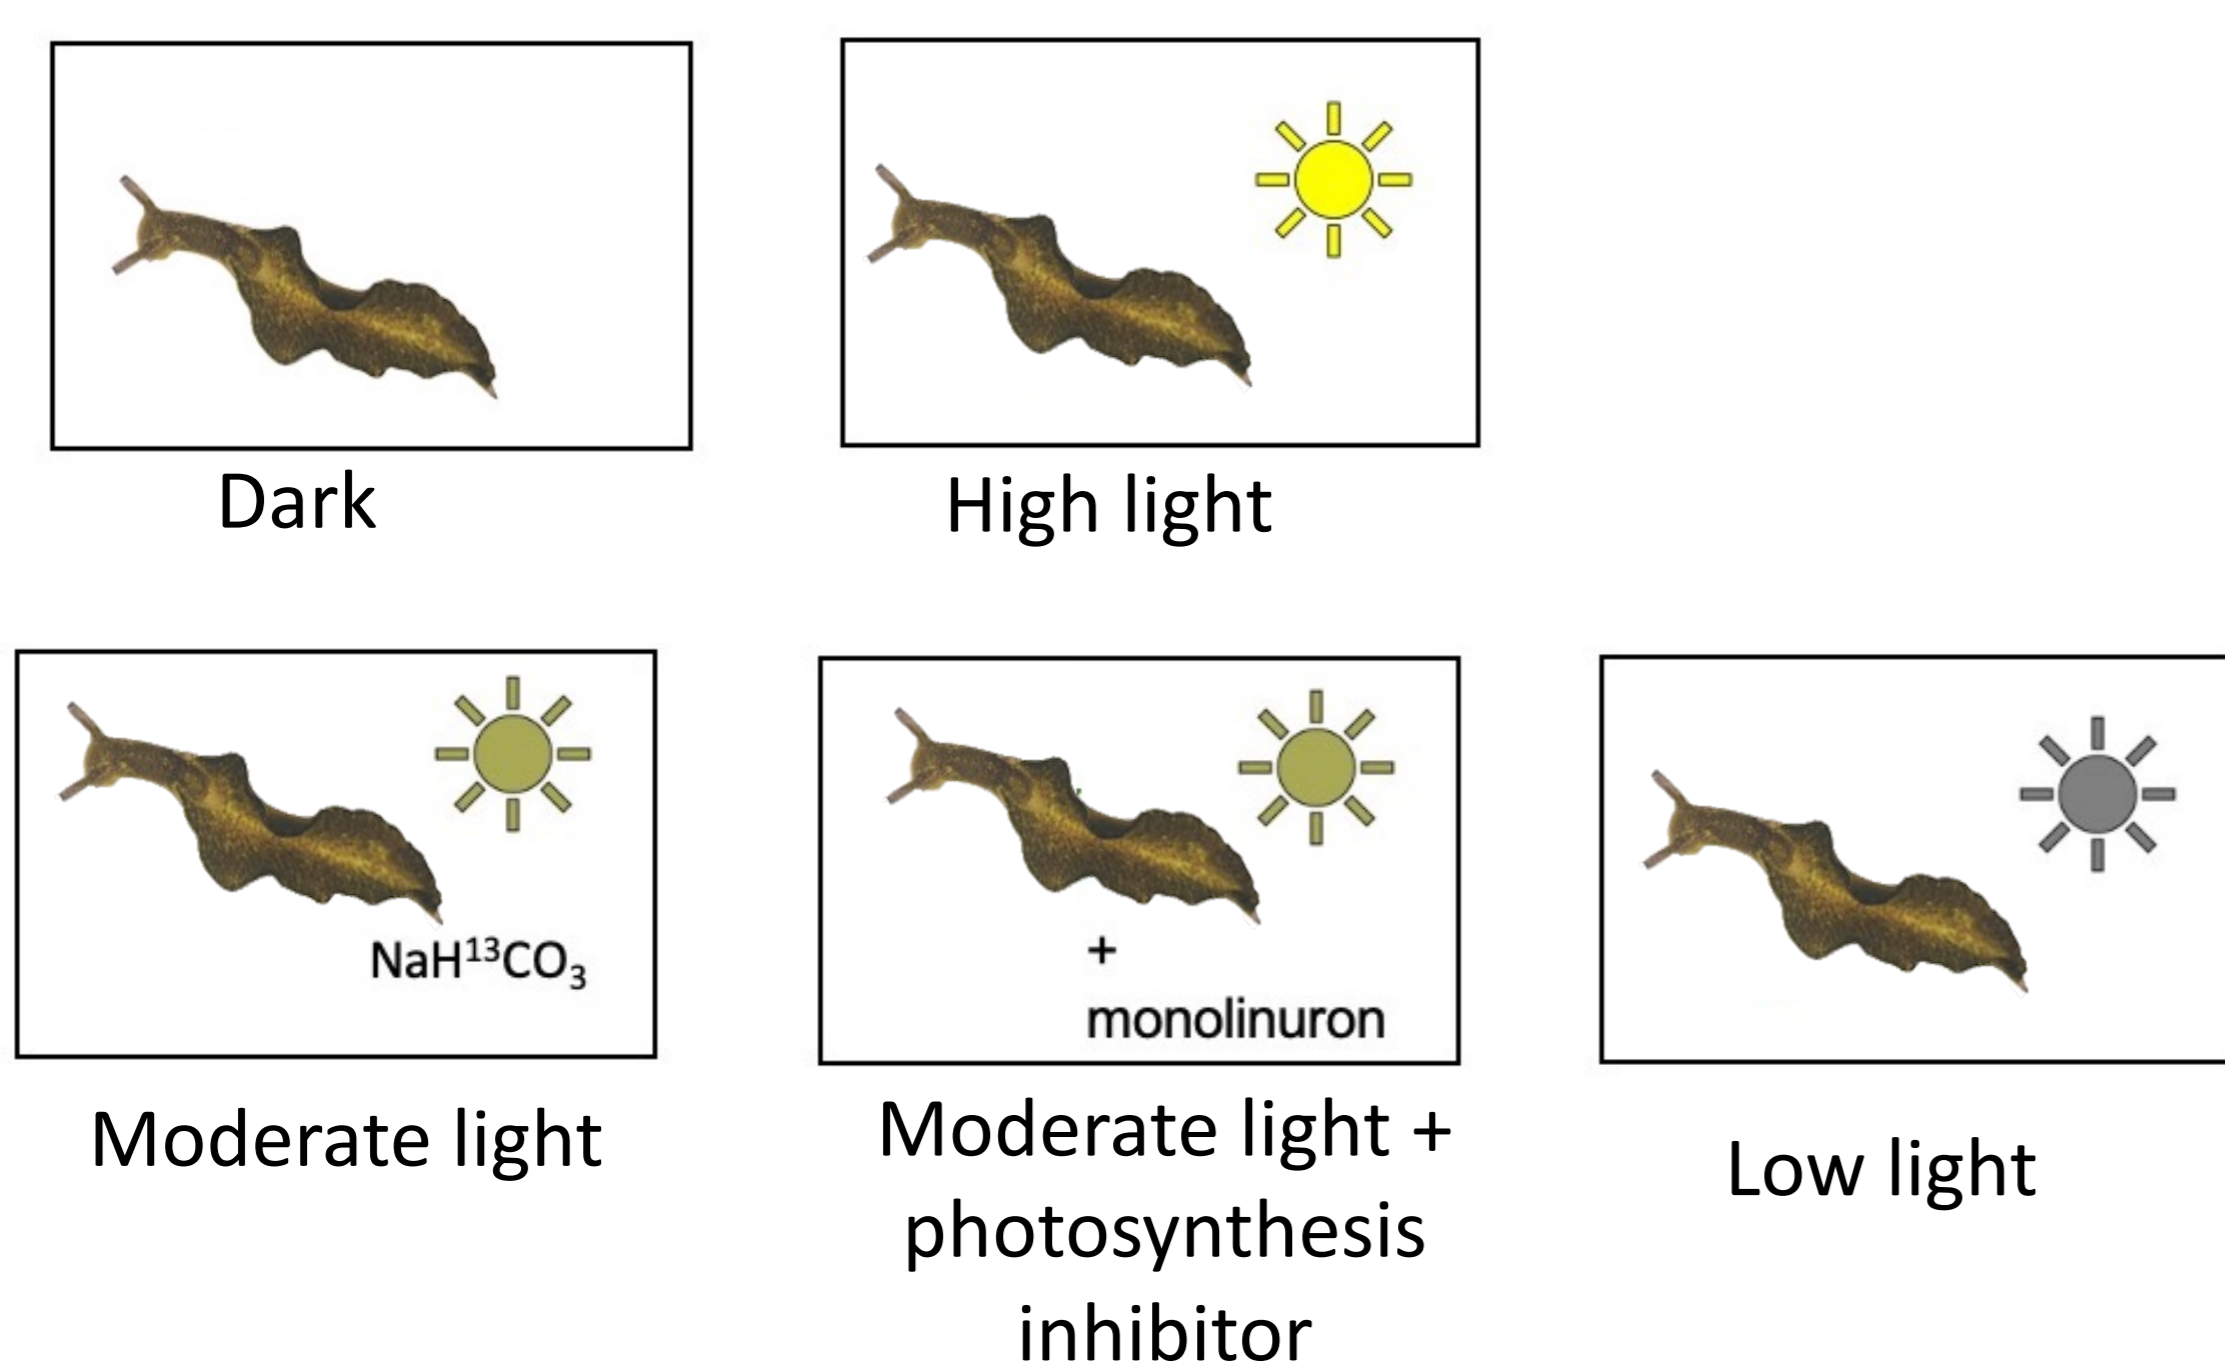 Dark
High light
NaH¹³CO₃
+
monolinuron
Moderate light
Moderate light +
photosynthesis
inhibitor
Low light